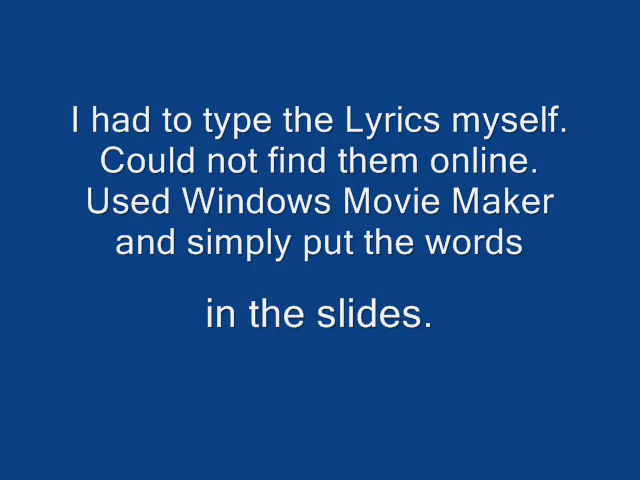 I had to type the Lyrics myself.
Could not find them online.
Used Windows Movie Maker
and simply put the words
in the slides.